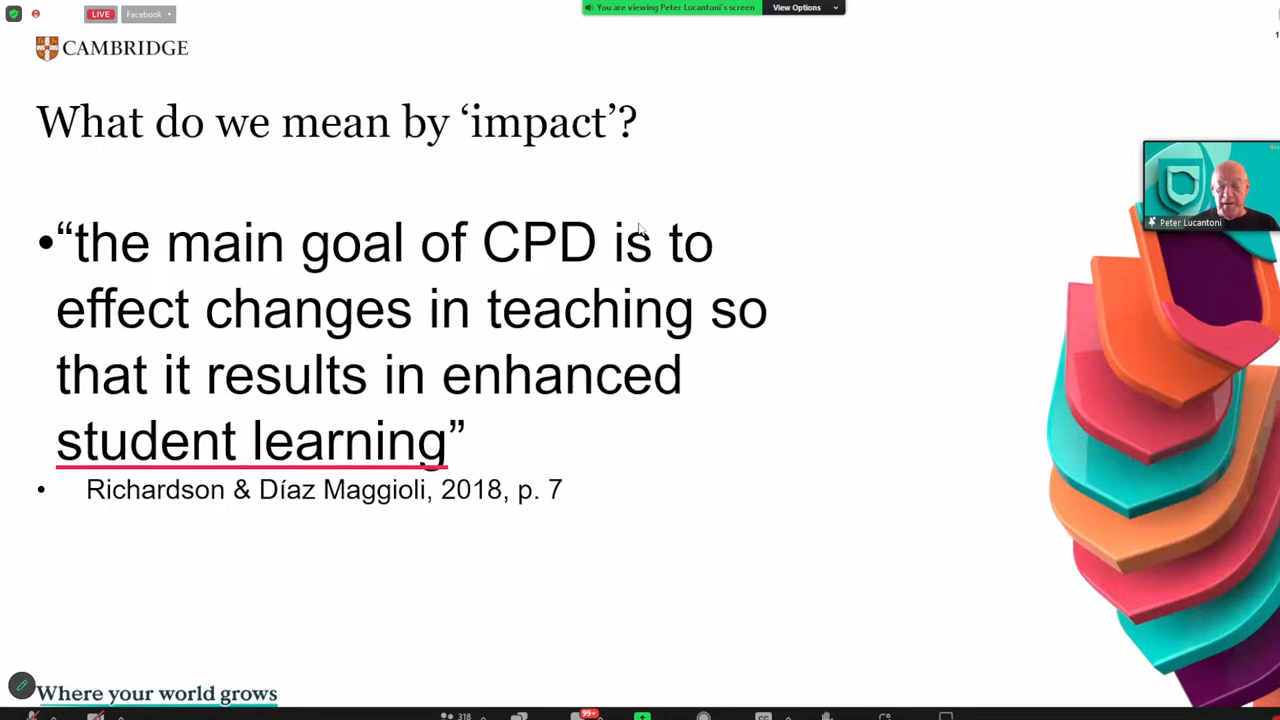 LIVE
Facebook
You are viewing Peter Lucantoni's screen
View Options
CAMBRIDGE
What do we mean by ‘impact’?
•“the main goal of CPD is to
effect changes in teaching so
that it results in enhanced
student learning”
• Richardson & Díaz Maggioli, 2018, p. 7
Peter Lucantoni
Where your world grows
318
99+